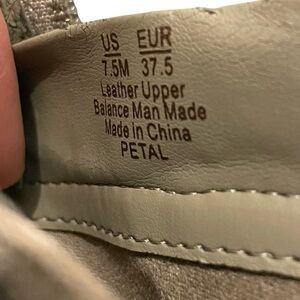 US EUR
7.5M 37.5
Leather Upper
Balance Man Made
Made in China
PETAL